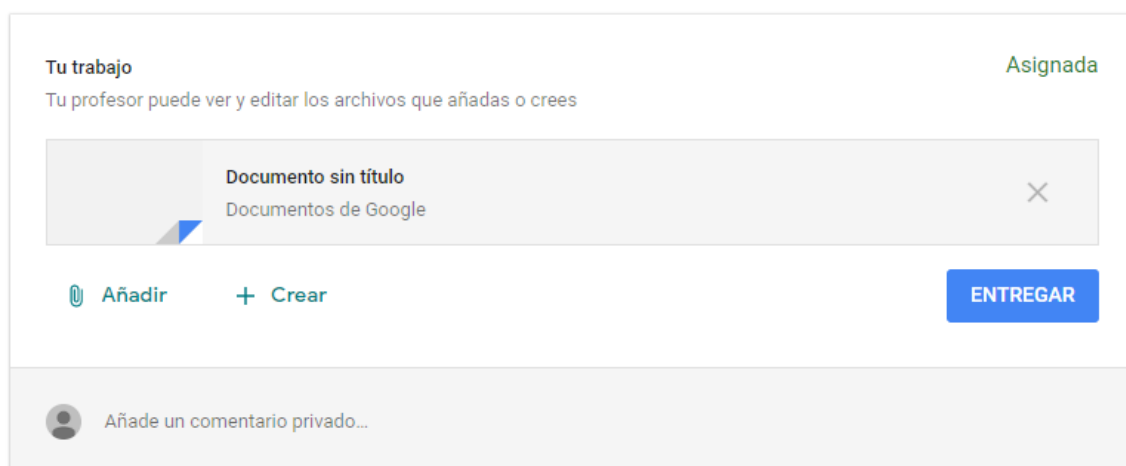 Tu trabajo
Asignada
Tu profesor puede ver y editar los archivos que añadas o crees
Documento sin título
Documentos de Google
Añadir
Crear
ENTREGAR
Añade un comentario privado...